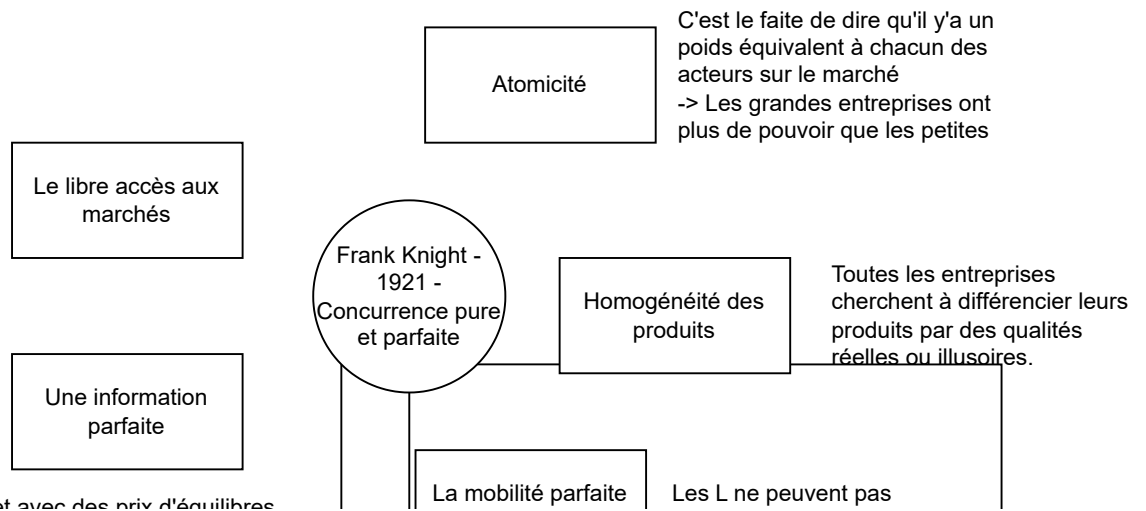 C'est le faite de dire qu'il y'a un
poids équivalent à chacun des
acteurs sur le marché
-> Les grandes entreprises ont
plus de pouvoir que les petites
Atomicité
Le libre accès aux
marchés
Frank Knight -
1921 -
Concurrence pure
et parfaite
Homogénéité des
produits
Toutes les entreprises
cherchent à différencier leurs
produits par des qualités
réelles ou illusoires.
Une information
parfaite
La mobilité parfaite
Les L ne peuvent pas
et avec des prix d'équilibres